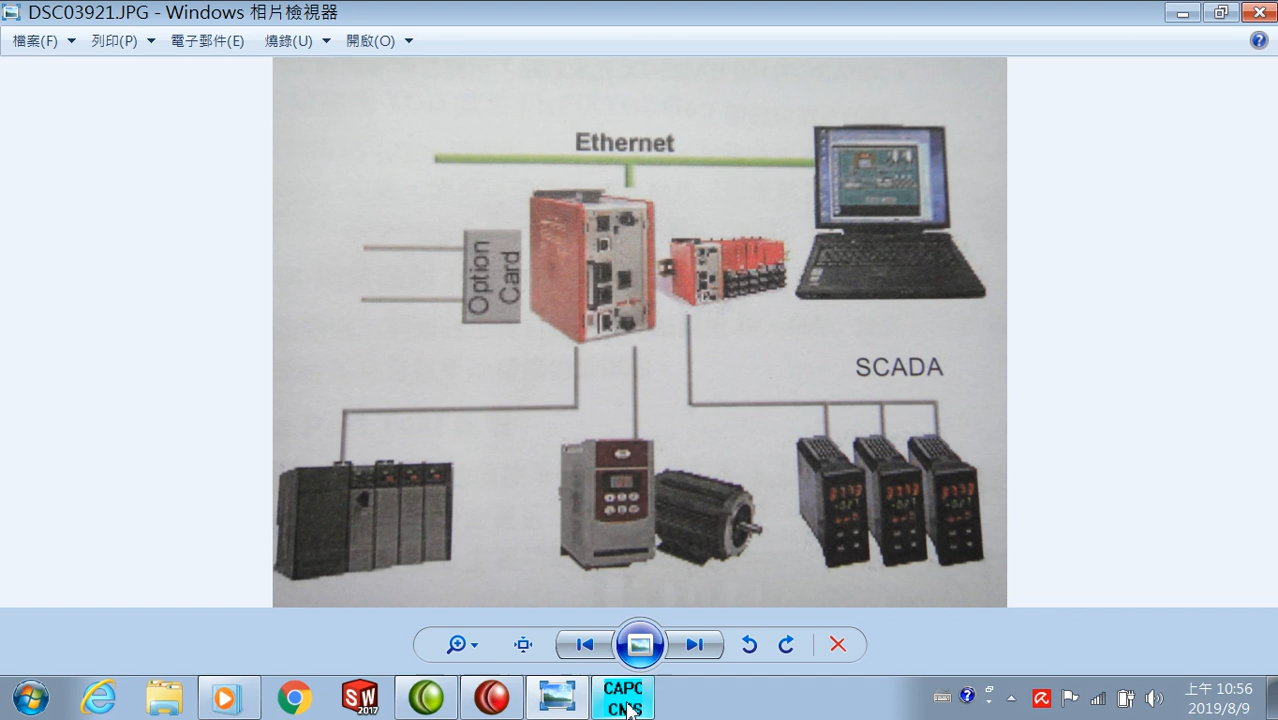 DSC03921.JPG - Windows 相片檢視器
檔案(F) 列印(P) 電子郵件(E) 燒錄(U) 開啟(O)
Ethernet
Option
Card
SCADA
SW
2017
CAPC
CMS
上午 10:56
2019/8/9